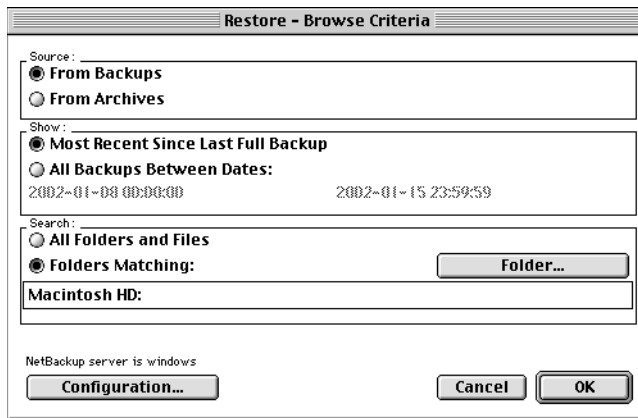 Restore - Browse Criteria
Source:
From Backups
From Archives
Show:
Most Recent Since Last Full Backup
All Backups Between Dates:
2002-01-08 00:00:00 2002-01-15 23:59:59
Search:
All Folders and Files
Folders Matching: Folder...
Macintosh HD:
NetBackup server is windows
Configuration... Cancel OK